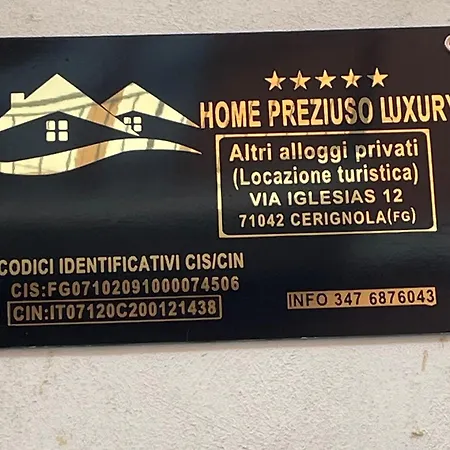 HOME PREZIUSO LUXURY
Altri alloggi privati
(Locazione turistica)
VIA IGLESIAS 12
71042 CERIGNOLA(FG)
CODICI IDENTIFICATIVI CIS/CIN
CIS:FG07102091000074506
CIN:IT07120C200121438
INFO 347 6876043